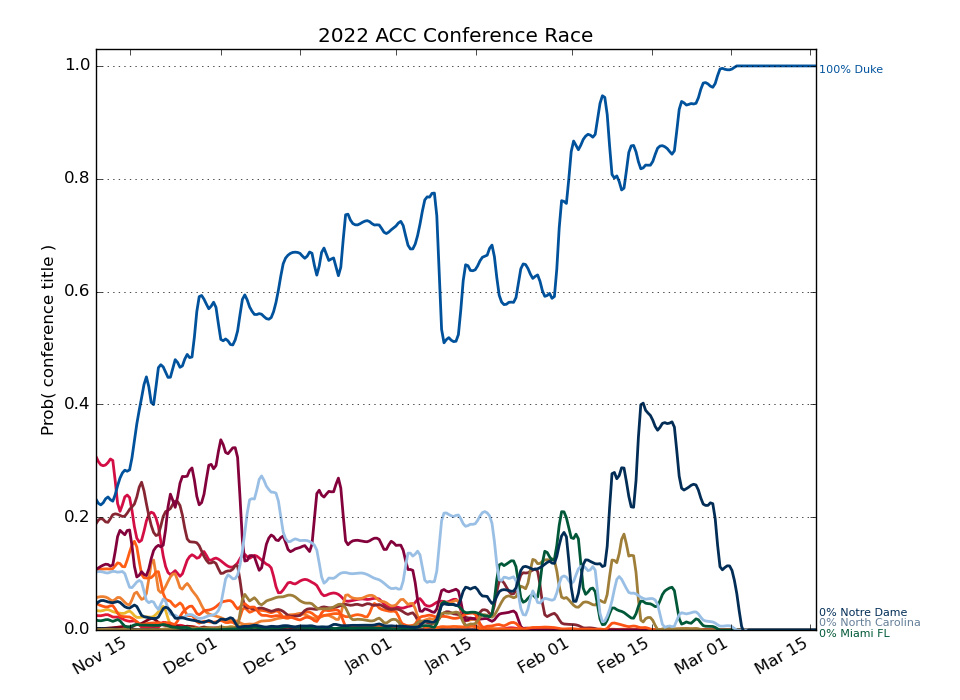 2022 ACC Conference Race
Prob( conference title )
1.0
0.8
0.6
0.4
0.2
0.0
100% Duke
0% Notre Dame
0% North Carolina
0% Miami FL
Nov 15
Dec 01
Dec 15
Jan 01
Jan 15
Feb 01
Feb 15
Mar 01
Mar 15